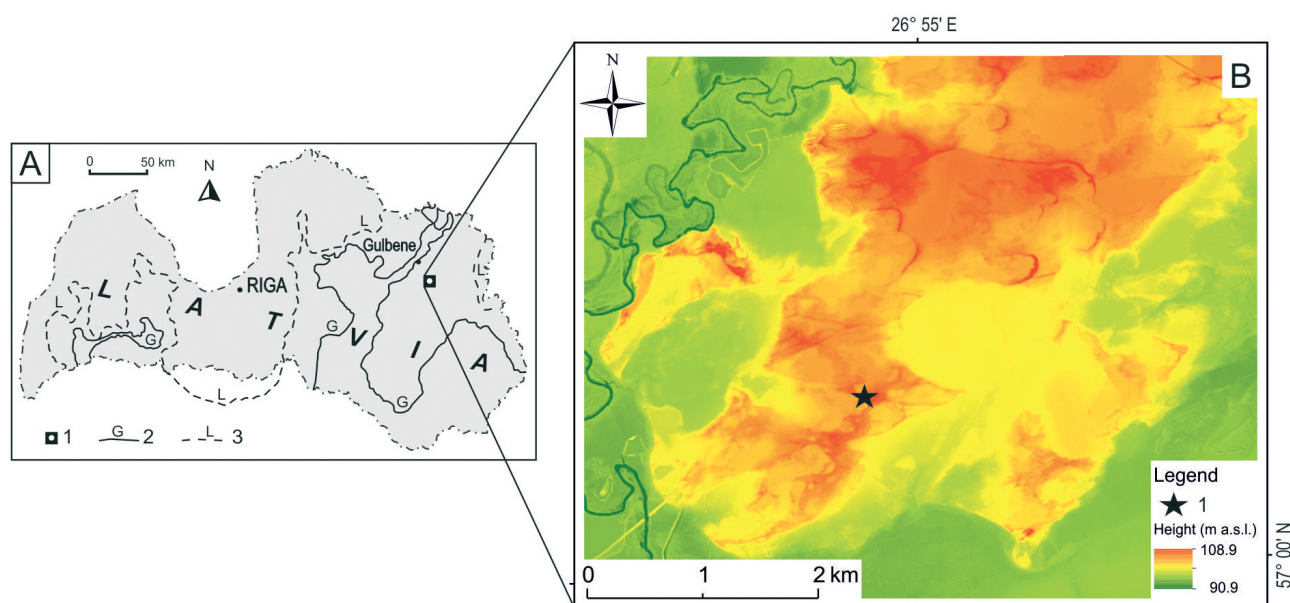 A
0 50 km
N
L
Gulbene
L
RIGA
L
L
A
T
G
G
V
I
A
L
G
1
G
2
L
3
26° 55' E
N
B
Legend
1
Height (m a.s.l.)
108.9
90.9
0 1 2 km
57° 00' N